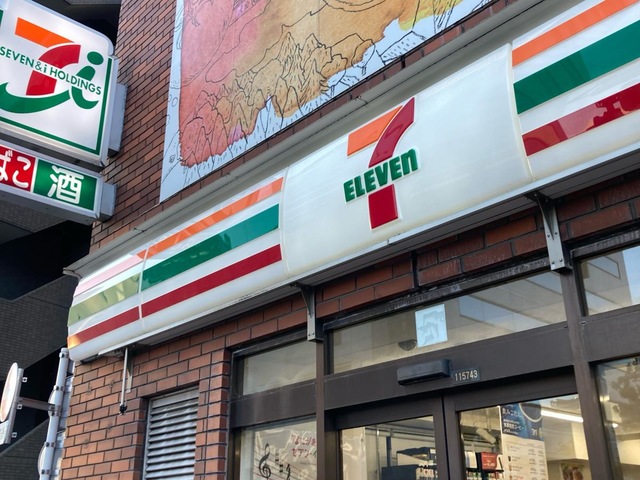 SEVEN & i HOLDINGS
ばこ
酒
7
ELEVEN
115743